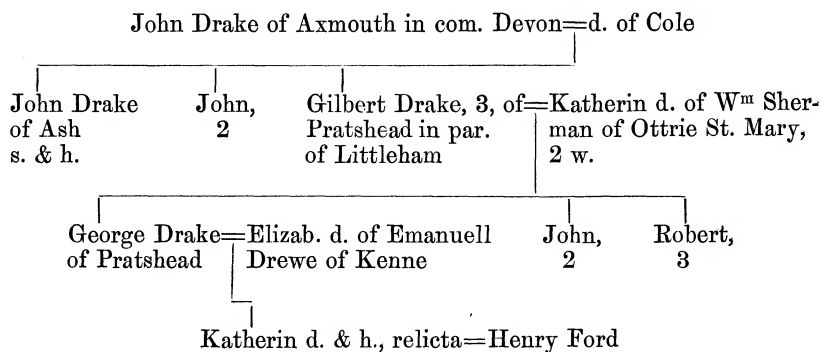 John Drake of Axmouth in com. Devon=d. of Cole
John Drake
of Ash
s. & h.
John,
2
Gilbert Drake, 3, of=Katherin d. of Wᵐ Sher-
Pratshead in par.
of Littleham
man of Ottrie St. Mary,
2 w.
George Drake=Elizab. d. of Emanuell
of Pratshead
Drewe of Kenne
John,
2
Robert,
3
Katherin d. & h., relicta=Henry Ford